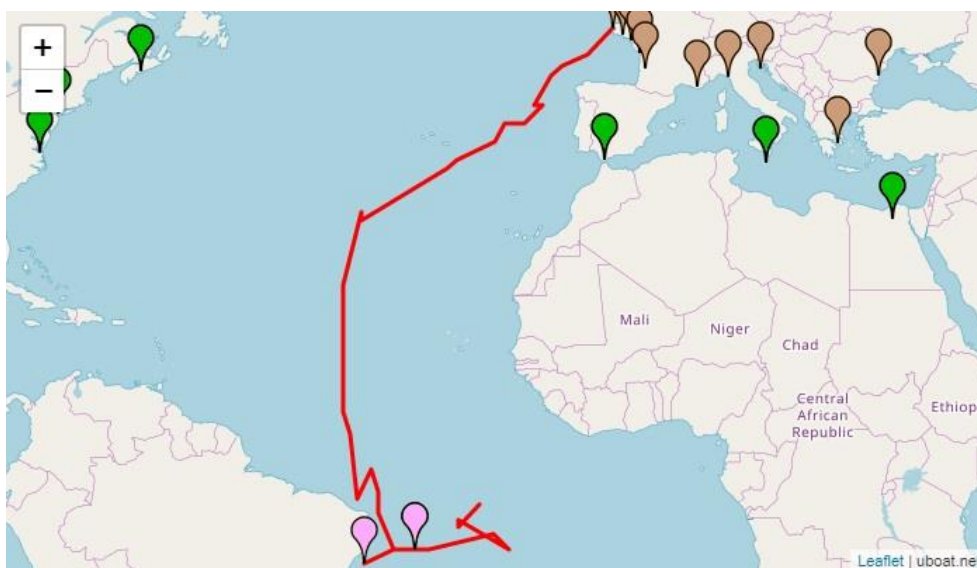 +
−
Mali
Niger
Chad
Central
African
Republic
Ethiop
Leaflet | uboat.ne